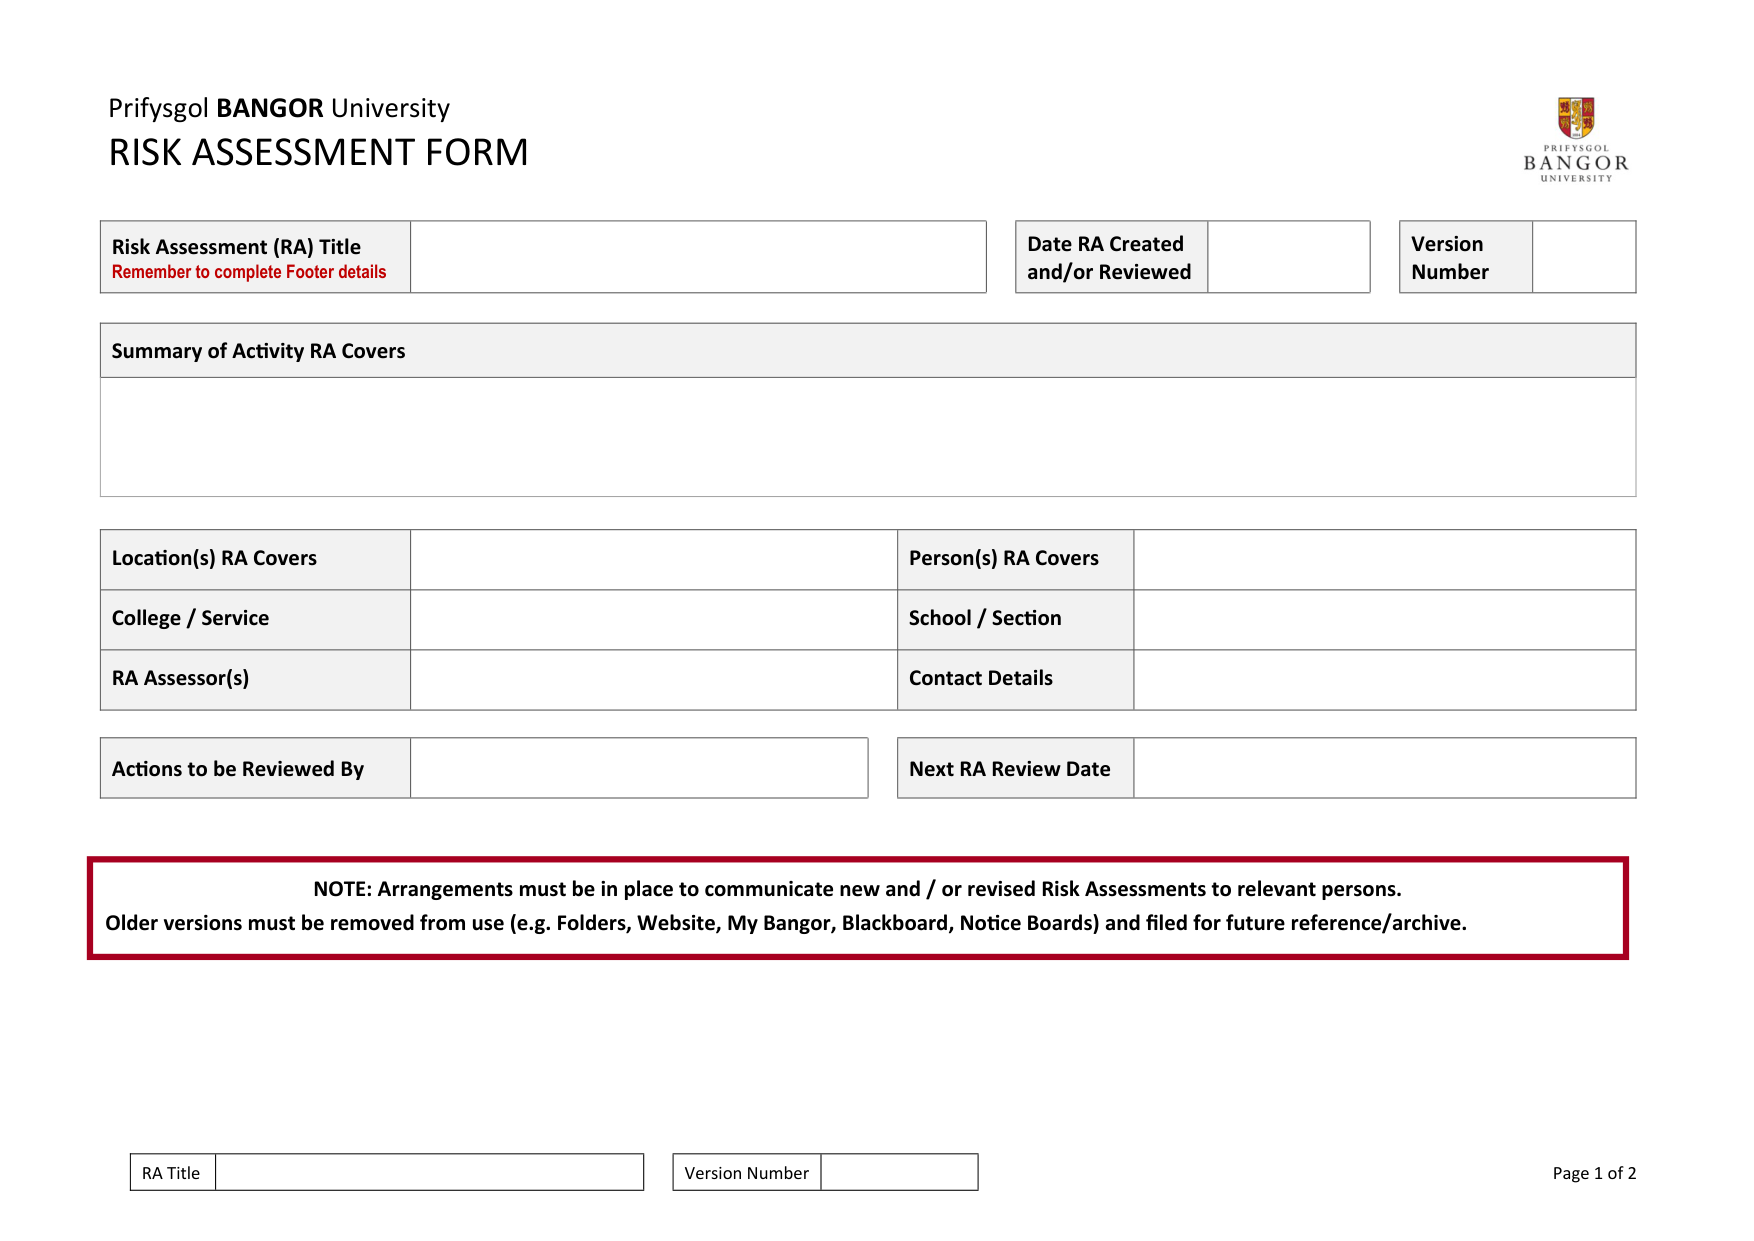 Prifysgol BANGOR University
RISK ASSESSMENT FORM
PRIFYSGOL
BANGOR
UNIVERSITY
Risk Assessment (RA) Title
Remember to complete Footer details
Date RA Created
and/or Reviewed
Version
Number
Summary of Activity RA Covers
Location(s) RA Covers
Person(s) RA Covers
College / Service
School / Section
RA Assessor(s)
Contact Details
Actions to be Reviewed By
Next RA Review Date
NOTE: Arrangements must be in place to communicate new and / or revised Risk Assessments to relevant persons.
Older versions must be removed from use (e.g. Folders, Website, My Bangor, Blackboard, Notice Boards) and filed for future reference/archive.
RA Title
Version Number
Page 1 of 2